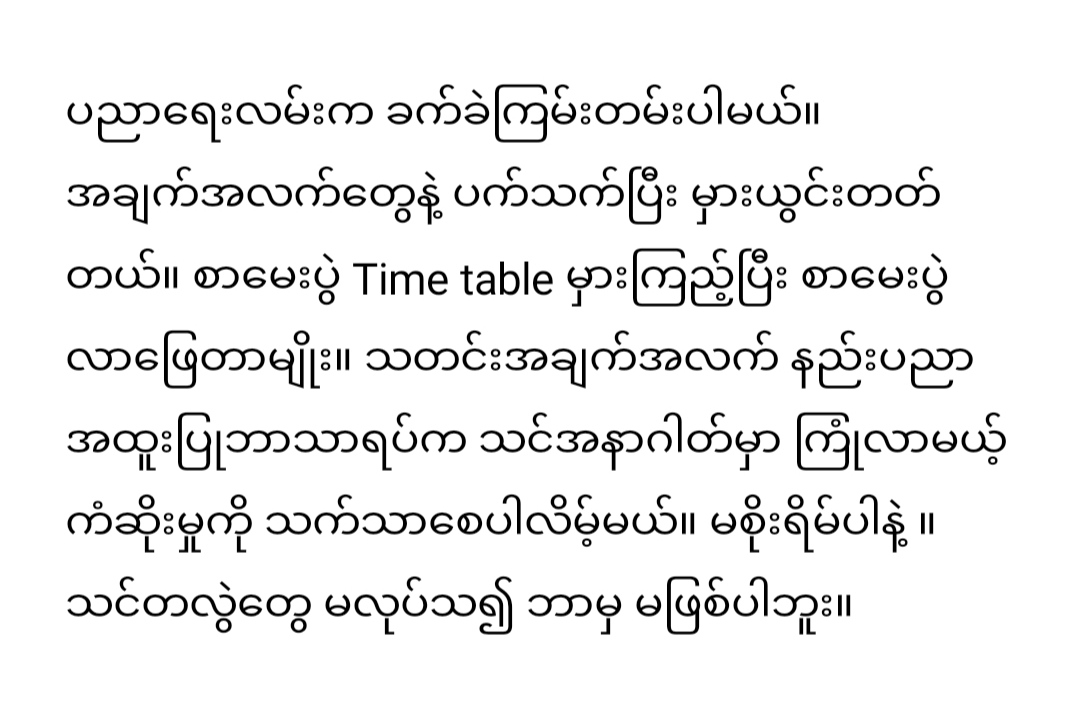 ပညာရေးလမ်းက ခက်ခဲကြမ်းတမ်းပါမယ်။
အချက်အလက်တွေနဲ့ ပက်သက်ပြီး မှားယွင်းတတ်
တယ်။ စာမေးပွဲ Time table မှားကြည့်ပြီး စာမေးပွဲ
လာဖြေတာမျိုး။ သတင်းအချက်အလက် နည်းပညာ
အထူးပြုဘာသာရပ်က သင်အနာဂါတ်မှာ ကြုံလာမယ့်
ကံဆိုးမှုကို သက်သာစေပါလိမ့်မယ်။ မစိုးရိမ်ပါနဲ့ ။
သင်တလွဲတွေ မလုပ်သ၍ ဘာမှ မဖြစ်ပါဘူး။